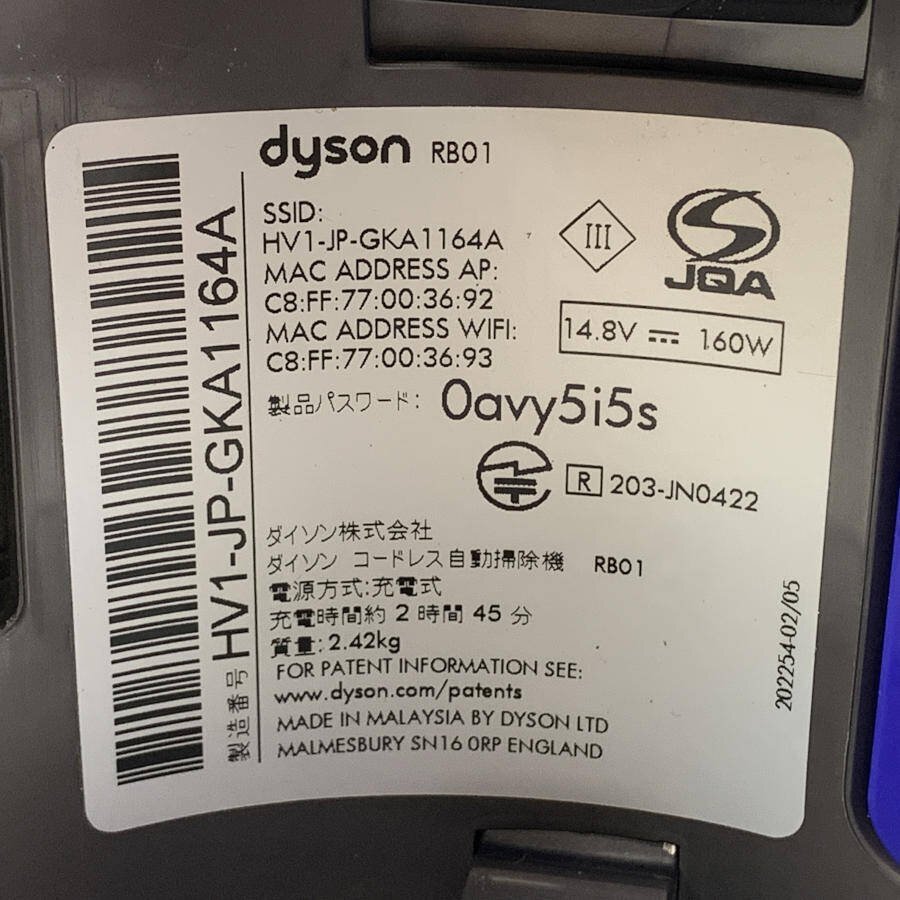 dyson RB01
SSID:
HV1-JP-GKA1164A
MAC ADDRESS AP:
C8:FF:77:00:36:92
MAC ADDRESS WIFI:
C8:FF:77:00:36:93
製品パスワード: 0avy5i5s
III
JQA
14.8V ⎓ 160W
R 203-JN0422
ダイソン株式会社
ダイソン コードレス自動掃除機 RB01
電源方式:充電式
充電時間約 2 時間 45 分
質量: 2.42kg
FOR PATENT INFORMATION SEE:
www.dyson.com/patents
MADE IN MALAYSIA BY DYSON LTD
MALMESBURY SN16 0RP ENGLAND
製造番号 HV1-JP-GKA1164A
202254-02/05